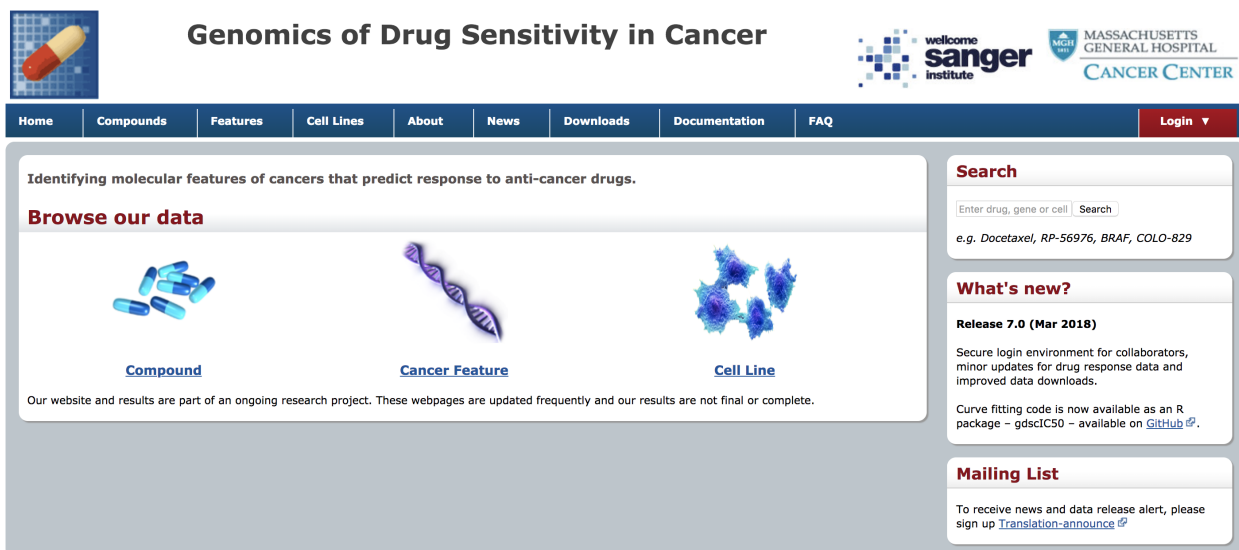 Genomics of Drug Sensitivity in Cancer
wellcome
sanger
institute
MGH
1811
MASSACHUSETTS
GENERAL HOSPITAL
CANCER CENTER
Home Compounds Features Cell Lines About News Downloads Documentation FAQ Login ▼
Identifying molecular features of cancers that predict response to anti-cancer drugs.
Browse our data
Compound Cancer Feature Cell Line
Our website and results are part of an ongoing research project. These webpages are updated frequently and our results are not final or complete.
Search
Enter drug, gene or cell Search
e.g. Docetaxel, RP-56976, BRAF, COLO-829
What's new?
Release 7.0 (Mar 2018)
Secure login environment for collaborators,
minor updates for drug response data and
improved data downloads.
Curve fitting code is now available as an R
package – gdscIC50 – available on GitHub.
Mailing List
To receive news and data release alert, please
sign up Translation-announce